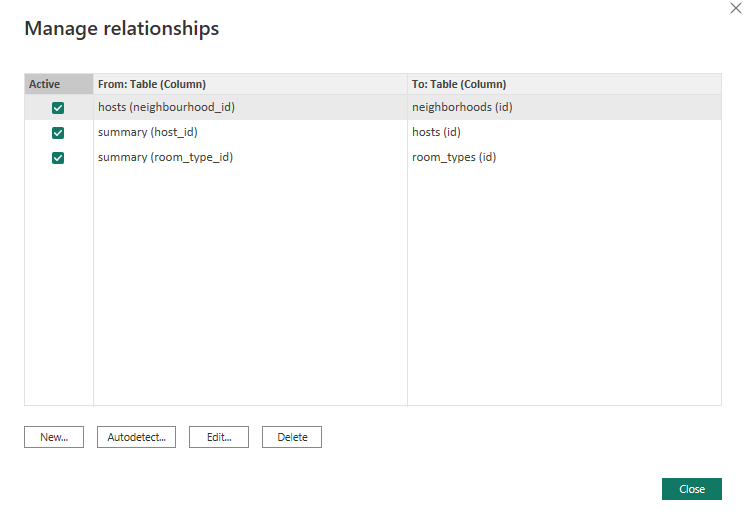 Manage relationships
Active From: Table (Column) To: Table (Column)
hosts (neighbourhood_id) neighborhoods (id)
summary (host_id) hosts (id)
summary (room_type_id) room_types (id)
New... Autodetect... Edit... Delete
Close